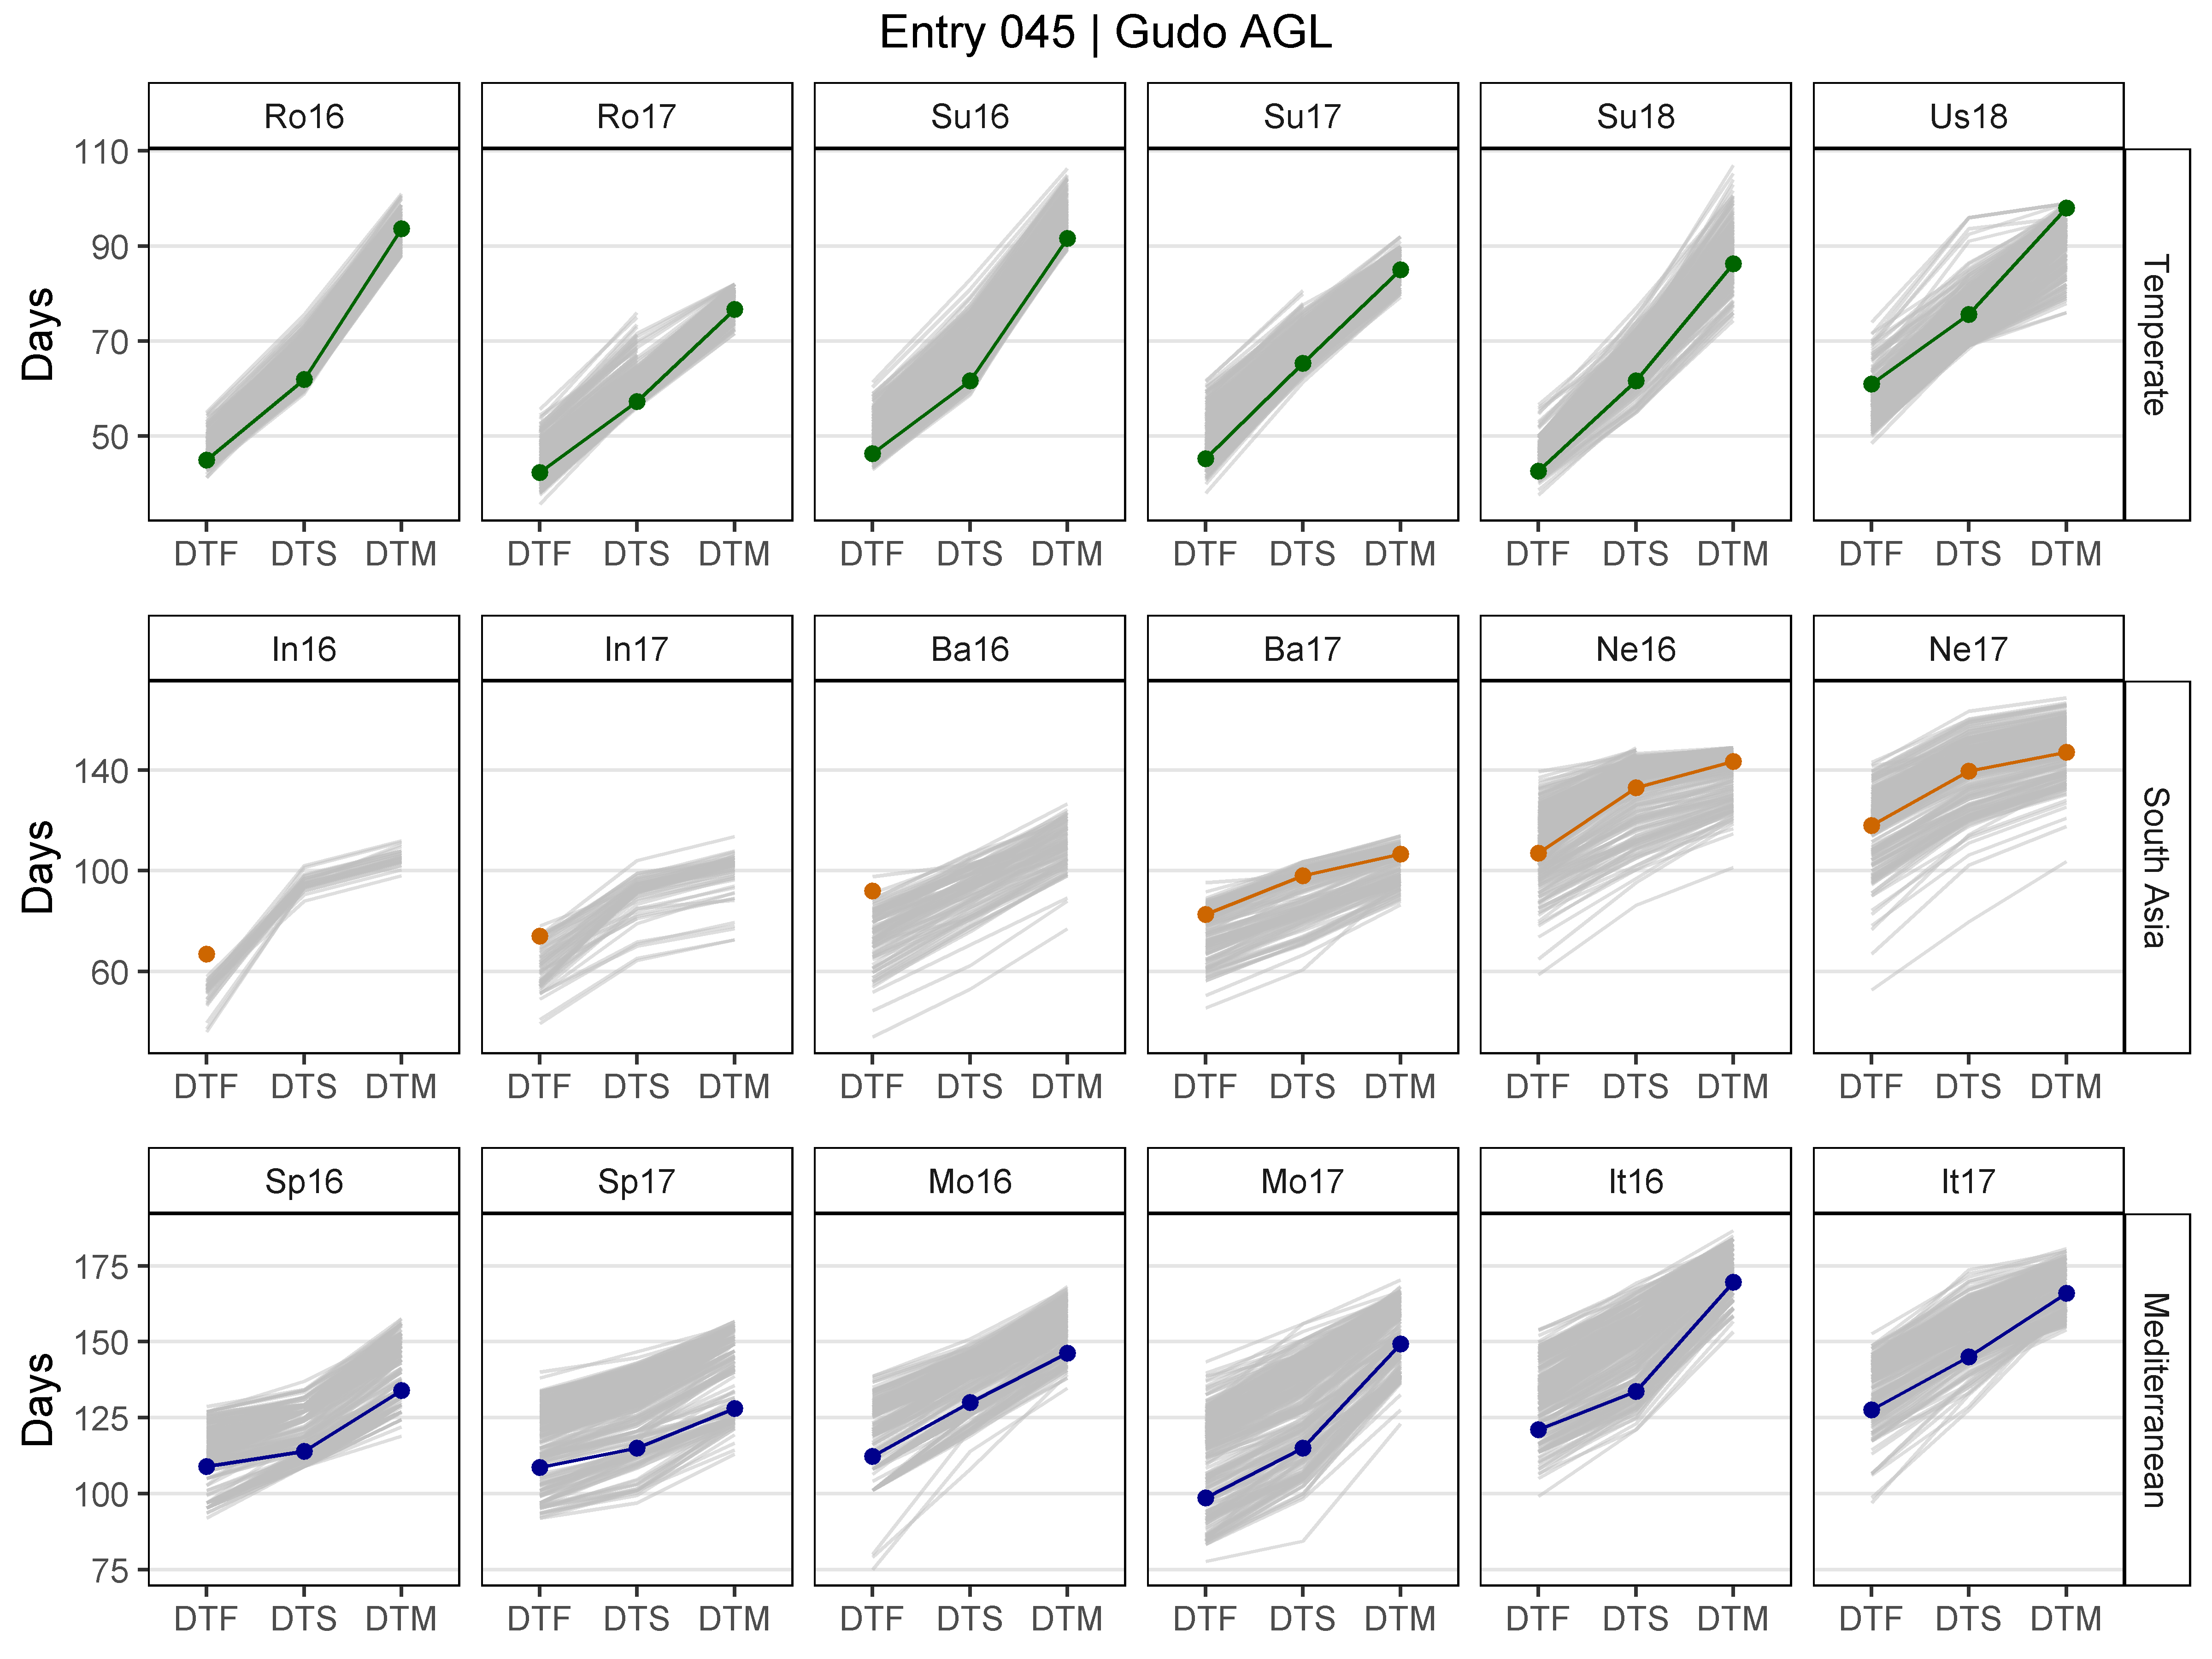 Entry 045 | Gudo AGL
Ro16 Ro17 Su16 Su17 Su18 Us18
110
90
70
50
Days
Temperate
DTF DTS DTM DTF DTS DTM DTF DTS DTM DTF DTS DTM DTF DTS DTM DTF DTS DTM
In16 In17 Ba16 Ba17 Ne16 Ne17
140
100
60
Days
South Asia
DTF DTS DTM DTF DTS DTM DTF DTS DTM DTF DTS DTM DTF DTS DTM DTF DTS DTM
Sp16 Sp17 Mo16 Mo17 It16 It17
175
150
125
100
75
Days
Mediterranean
DTF DTS DTM DTF DTS DTM DTF DTS DTM DTF DTS DTM DTF DTS DTM DTF DTS DTM